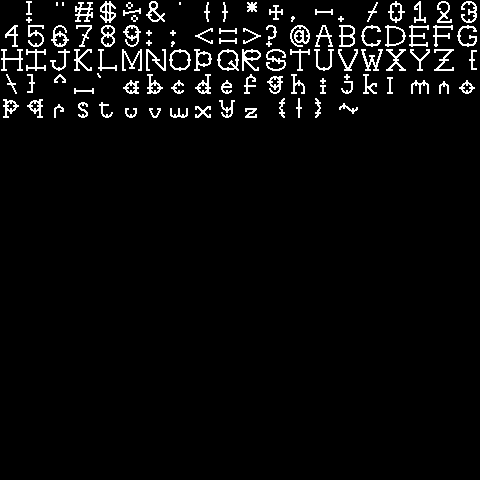 ! " # $ % & ' ( ) * + , - . / 0 1 2 3
4 5 6 7 8 9 : ; < = > ? @ A B C D E F G
H I J K L M N O P Q R S T U V W X Y Z [
\ ] ^ _ ` a b c d e f g h i j k l m n o
p q r s t u v w x y z { | } ~